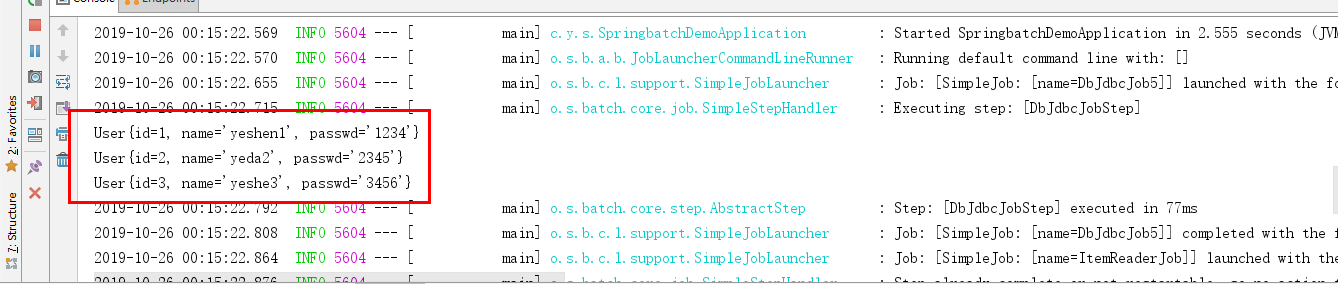 Console Endpoints
2019-10-26 00:15:22.569 INFO 5604 --- [ main] c.y.s.SpringbatchDemoApplication : Started SpringbatchDemoApplication in 2.555 seconds (JVM
2019-10-26 00:15:22.570 INFO 5604 --- [ main] o.s.b.a.b.JobLauncherCommandLineRunner : Running default command line with: []
2019-10-26 00:15:22.655 INFO 5604 --- [ main] o.s.b.c.l.support.SimpleJobLauncher : Job: [SimpleJob: [name=DbJdbcJob5]] launched with the fo
2019-10-26 00:15:22.715 INFO 5604 --- [ main] o.s.batch.core.job.SimpleStepHandler : Executing step: [DbJdbcJobStep]
User{id=1, name='yeshen1', passwd='1234'}
User{id=2, name='yeda2', passwd='2345'}
User{id=3, name='yeshe3', passwd='3456'}
2019-10-26 00:15:22.792 INFO 5604 --- [ main] o.s.batch.core.step.AbstractStep : Step: [DbJdbcJobStep] executed in 77ms
2019-10-26 00:15:22.808 INFO 5604 --- [ main] o.s.b.c.l.support.SimpleJobLauncher : Job: [SimpleJob: [name=DbJdbcJob5]] completed with the f
2019-10-26 00:15:22.864 INFO 5604 --- [ main] o.s.b.c.l.support.SimpleJobLauncher : Job: [SimpleJob: [name=ItemReaderJob]] launched with the
2019-10-26 00:15:22.876 INFO 5604 --- [ main] o.s.batch.core.job.SimpleStepHandler : Step already complete or not restartable, so no action
2: Favorites
7: Structure